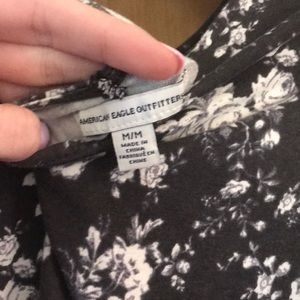 AMERICAN EAGLE OUTFITTERS
M/M
MADE IN
CHINA
FABRIQUÉ EN
CHINE